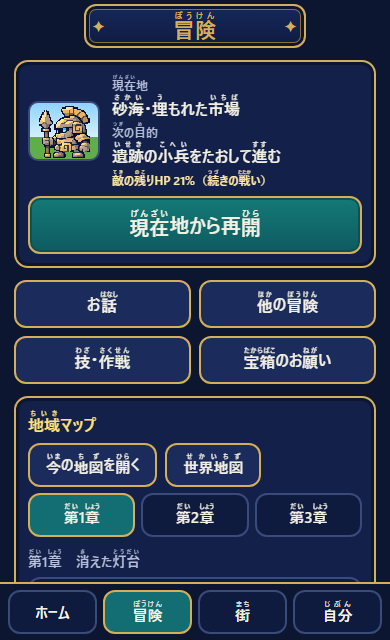 冒険
現在地
砂海・埋もれた市場
次の目的
遺跡の小兵をたおして進む
敵の残りHP 21%（続きの戦い）
現在地から再開
お話
他の冒険
技・作戦
宝箱のお願い
地域マップ
今の地図を開く
世界地図
第1章
第2章
第3章
第1章　消えた灯台
ホーム
冒険
街
自分